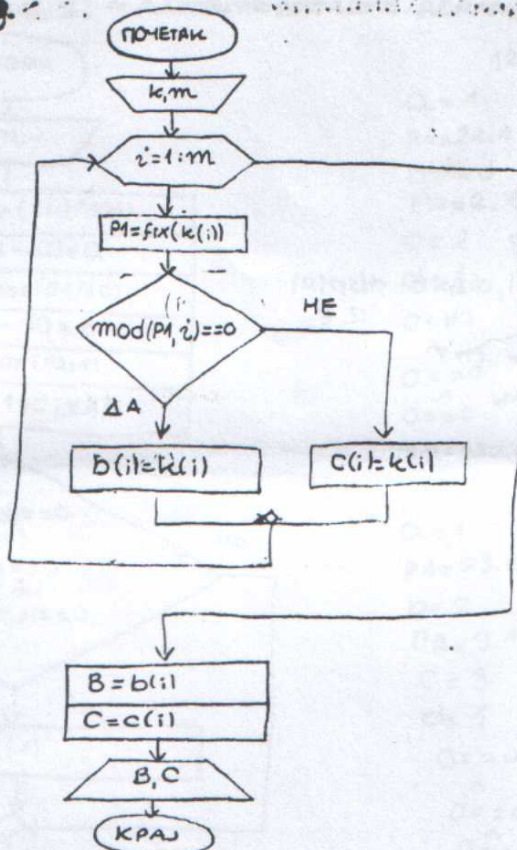 ПОЧЕТАК
k,m
i=1:m
P1=fix(k(i))
mod(P1,i)==0
НЕ
ДА
b(i)=k(i)
C(i)=k(i)
B=b(i)
C=c(i)
B,C
КРАЈ